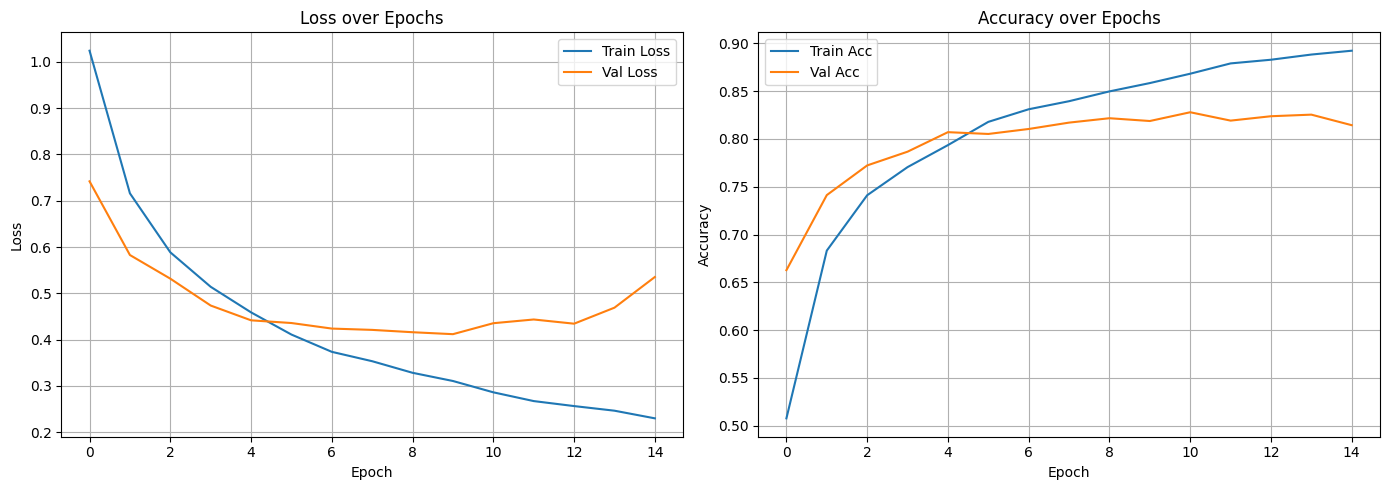 Loss over Epochs
Train Loss
Val Loss
1.0
0.9
0.8
0.7
0.6
0.5
0.4
0.3
0.2
Loss
0 2 4 6 8 10 12 14
Epoch
Accuracy over Epochs
Train Acc
Val Acc
0.90
0.85
0.80
0.75
0.70
0.65
0.60
0.55
0.50
Accuracy
0 2 4 6 8 10 12 14
Epoch